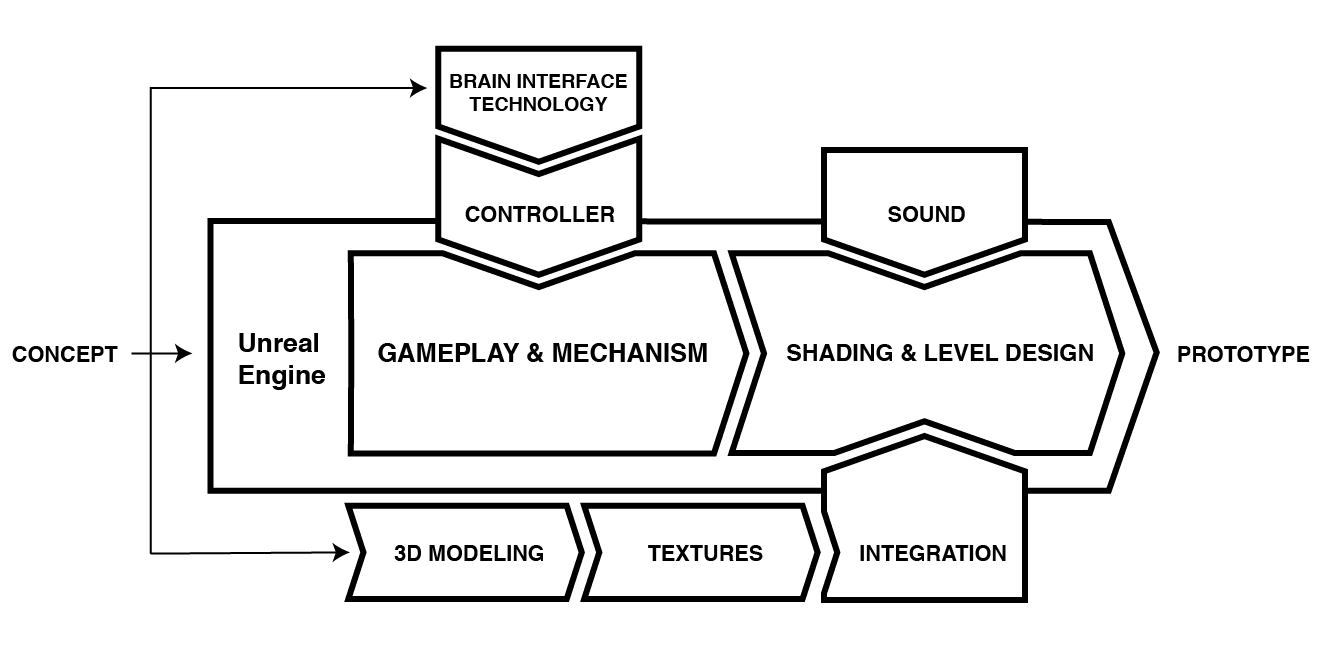 BRAIN INTERFACE
TECHNOLOGY
CONTROLLER
SOUND
CONCEPT
Unreal
Engine
GAMEPLAY & MECHANISM
SHADING & LEVEL DESIGN
PROTOTYPE
3D MODELING
TEXTURES
INTEGRATION